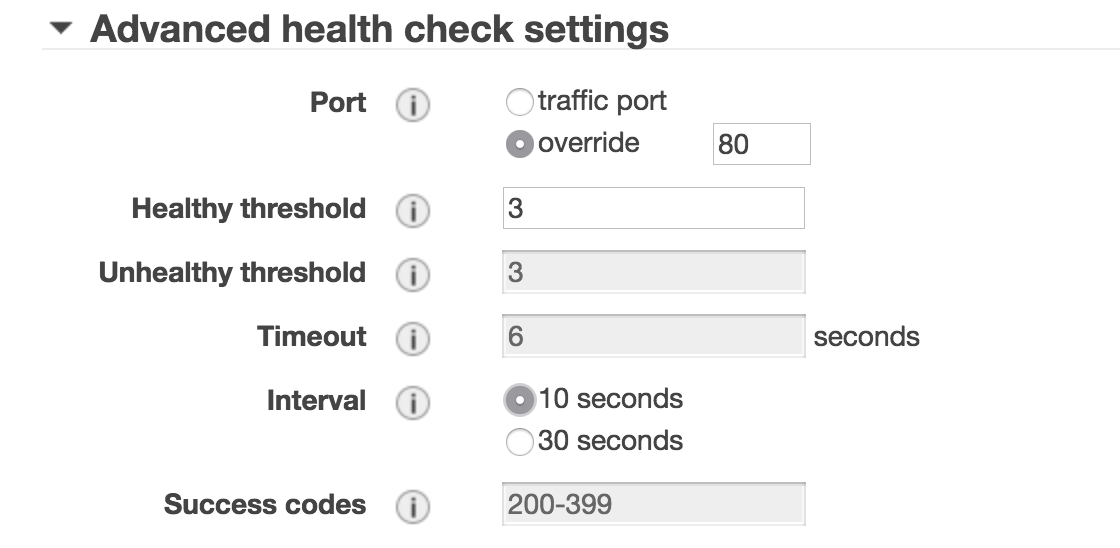 Advanced health check settings
Port i traffic port
override 80
Healthy threshold i 3
Unhealthy threshold i 3
Timeout i 6 seconds
Interval i 10 seconds
30 seconds
Success codes i 200-399